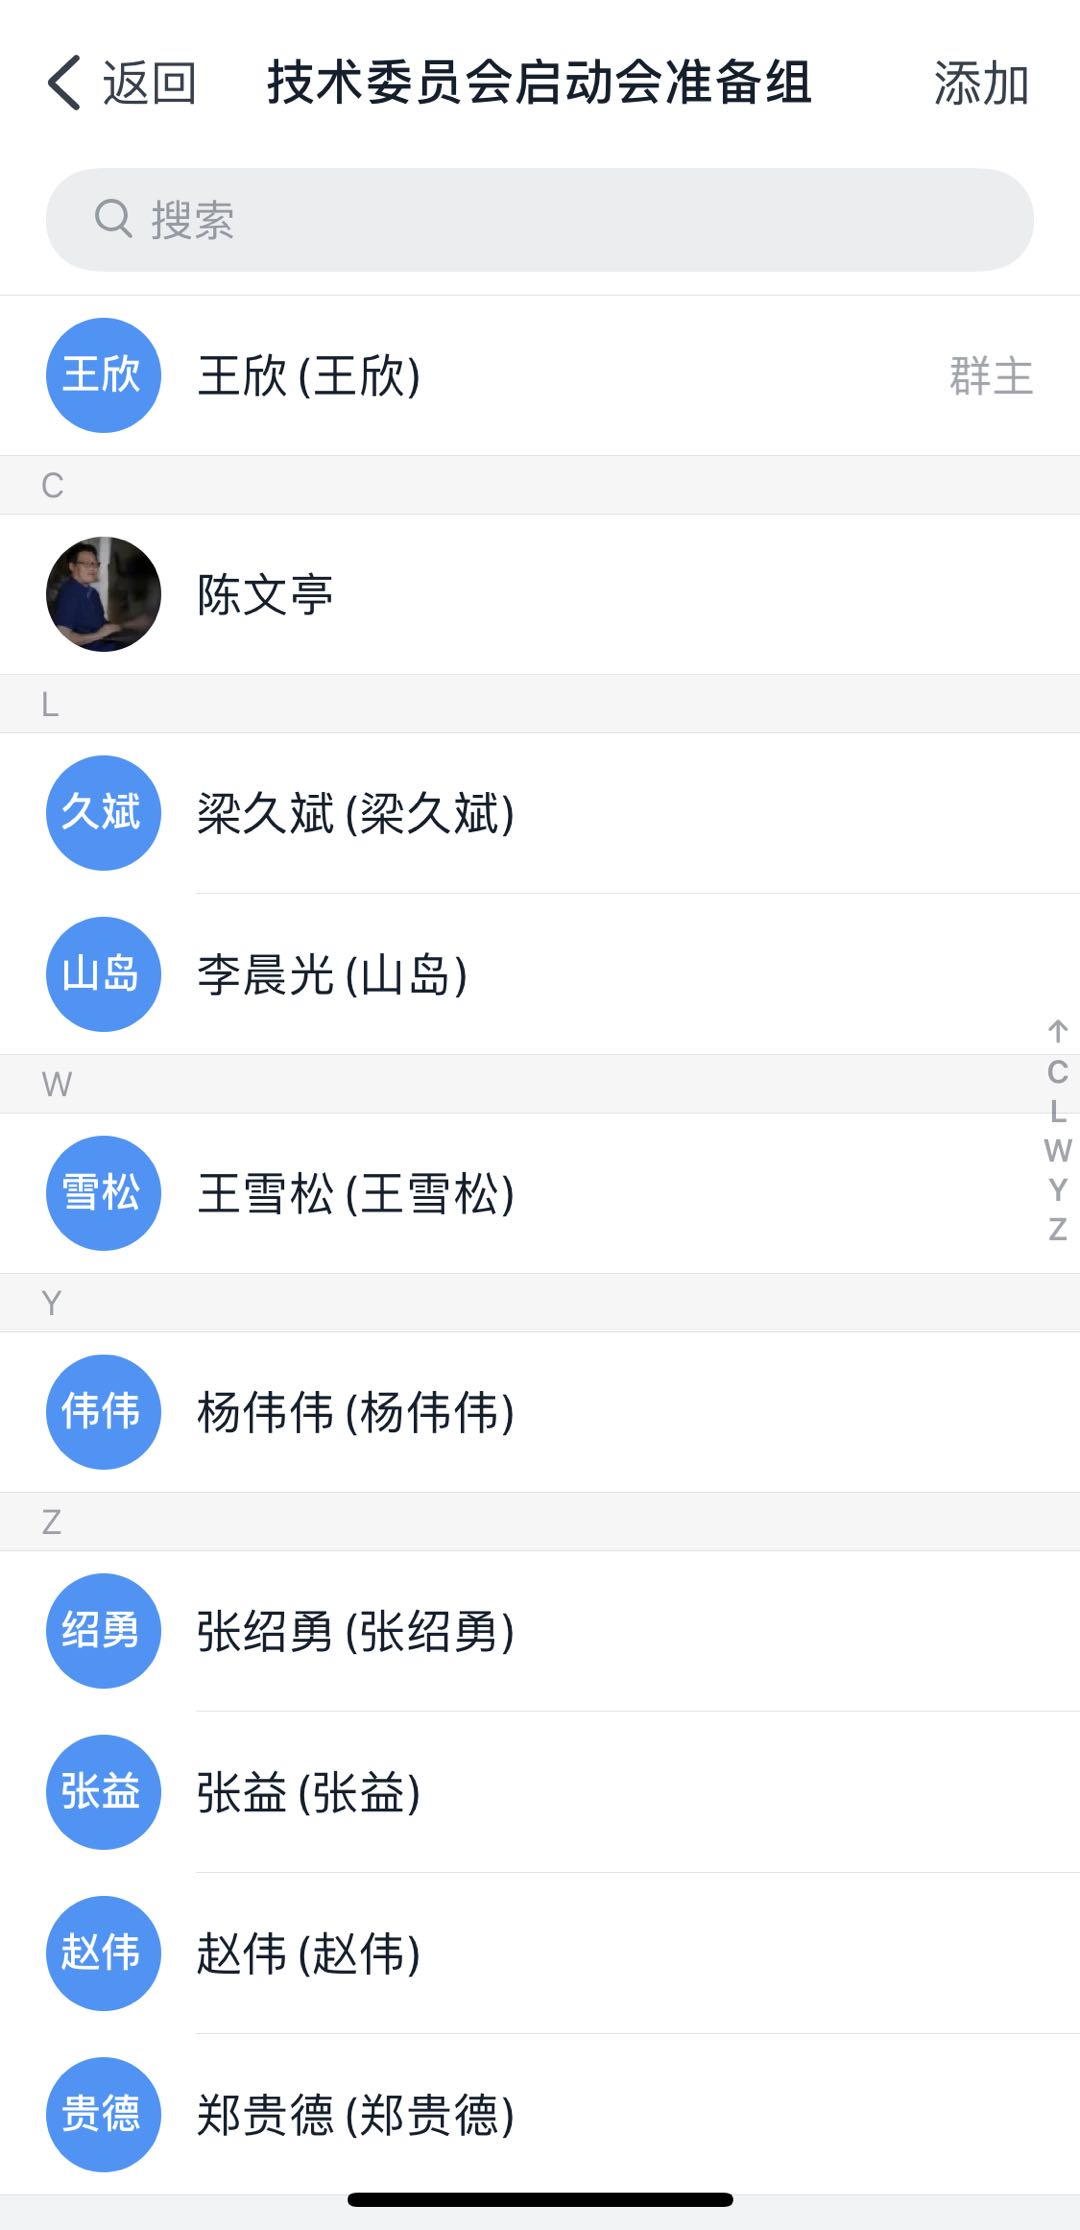 返回 技术委员会启动会准备组 添加
搜索
王欣 王欣 (王欣) 群主
C
陈文亭
L
久斌 梁久斌 (梁久斌)
山岛 李晨光 (山岛)
W
雪松 王雪松 (王雪松)
Y
伟伟 杨伟伟 (杨伟伟)
Z
绍勇 张绍勇 (张绍勇)
张益 张益 (张益)
赵伟 赵伟 (赵伟)
贵德 郑贵德 (郑贵德)
↑
C
L
W
Y
Z